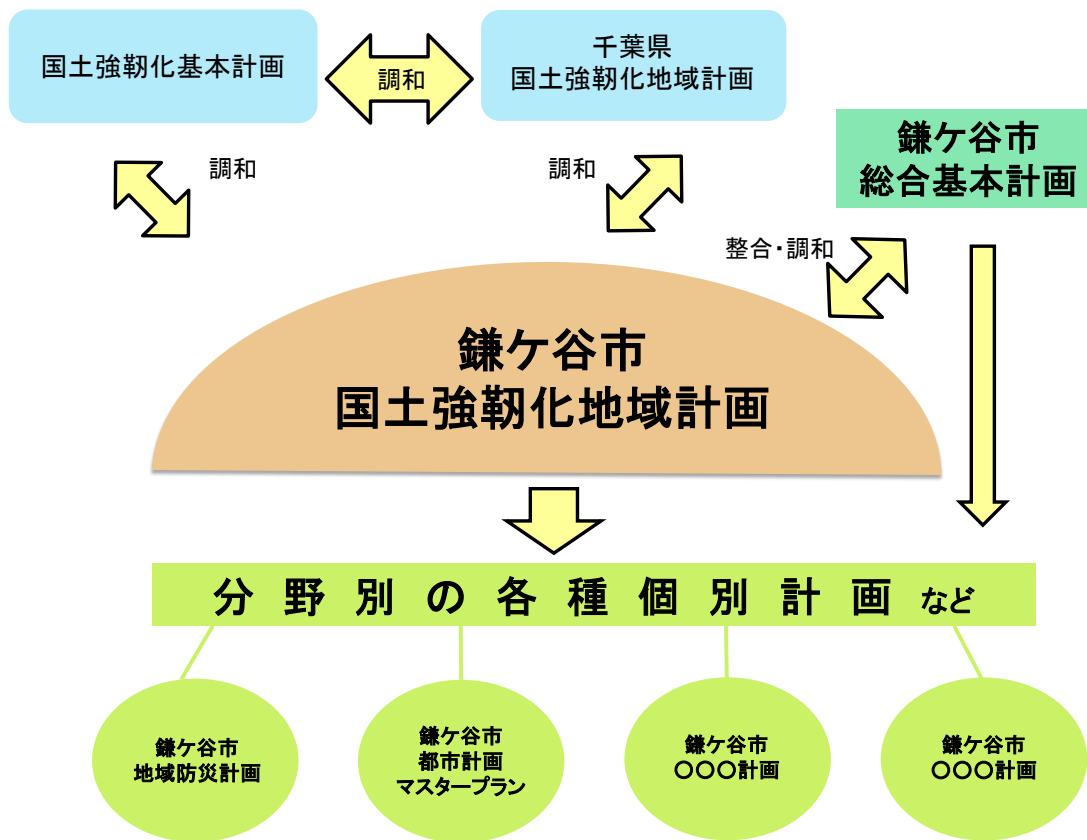 国土強靭化基本計画
調和
千葉県
国土強靭化地域計画
鎌ケ谷市
総合基本計画
調和
調和
整合・調和
鎌ケ谷市
国土強靭化地域計画
分野別の各種個別計画など
鎌ケ谷市
地域防災計画
鎌ケ谷市
都市計画
マスタープラン
鎌ケ谷市
〇〇〇計画
鎌ケ谷市
〇〇〇計画